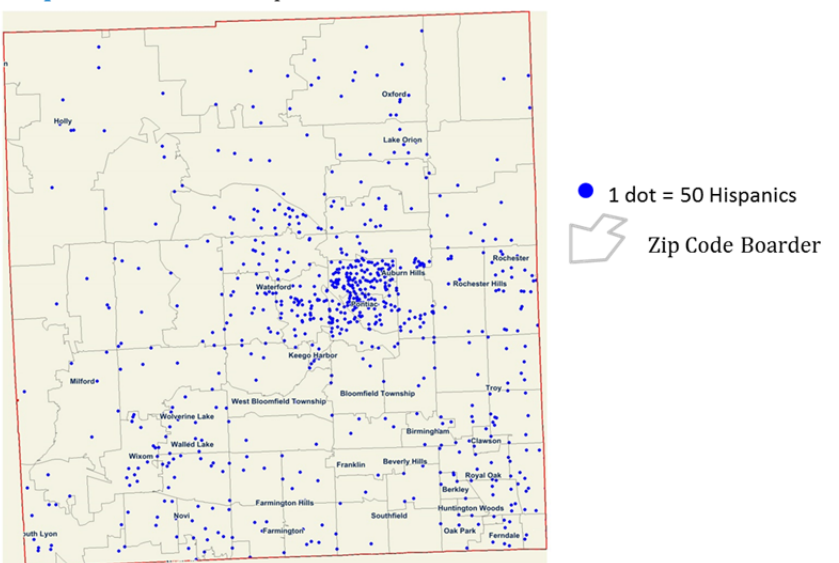 Oxford
Holly
Lake Orion
1 dot = 50 Hispanics
Zip Code Boarder
Rochester
Auburn Hills
Rochester Hills
Waterford
Pontiac
Keego Harbor
Milford
Troy
Bloomfield Township
West Bloomfield Township
Wolverine Lake
Birmingham
Clawson
Walled Lake
Wixom
Franklin
Beverly Hills
Royal Oak
Berkley
Farmington Hills
Huntington Woods
Novi
Southfield
Farmington
Oak Park
uth Lyon
Ferndale